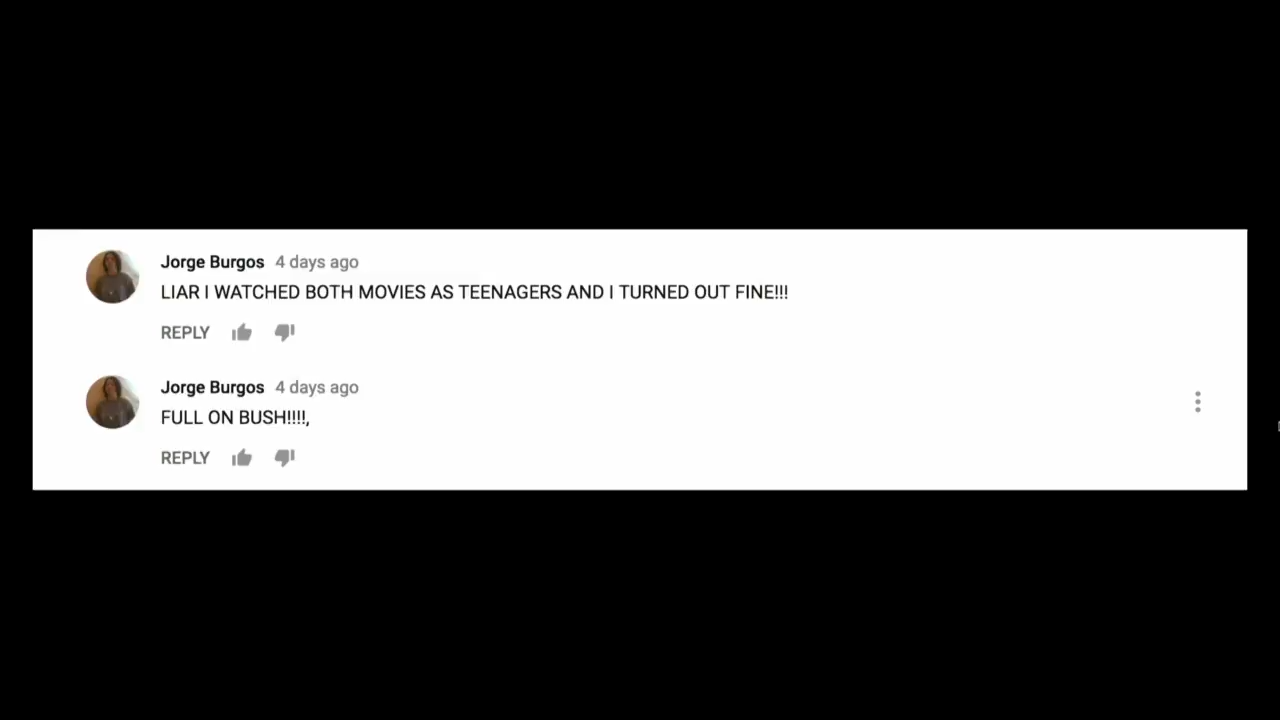 Jorge Burgos 4 days ago
LIAR I WATCHED BOTH MOVIES AS TEENAGERS AND I TURNED OUT FINE!!!
REPLY
Jorge Burgos 4 days ago
FULL ON BUSH!!!!,
REPLY